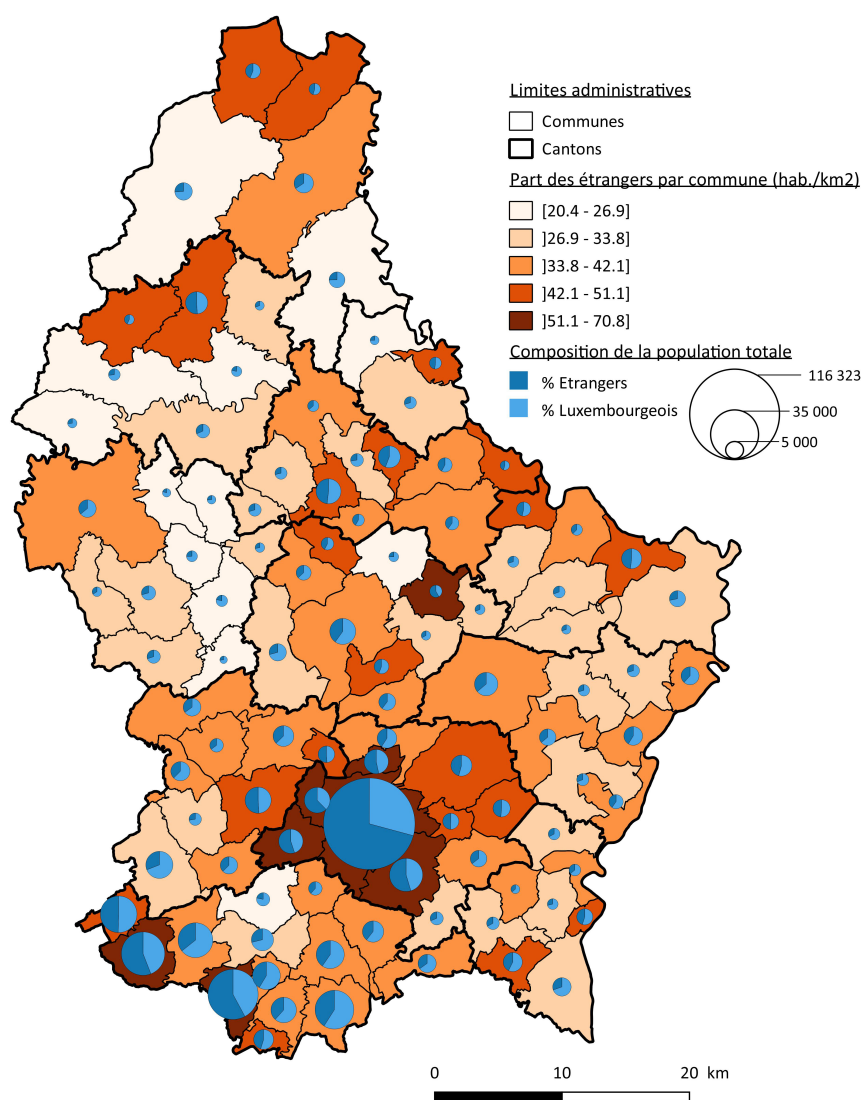 Limites administratives
Communes
Cantons
Part des étrangers par commune (hab./km2)
]20.4 - 26.9]
]26.9 - 33.8]
]33.8 - 42.1]
]42.1 - 51.1]
]51.1 - 70.8]
Composition de la population totale
% Etrangers
% Luxembourgeois
116 323
35 000
5 000
0 10 20 km